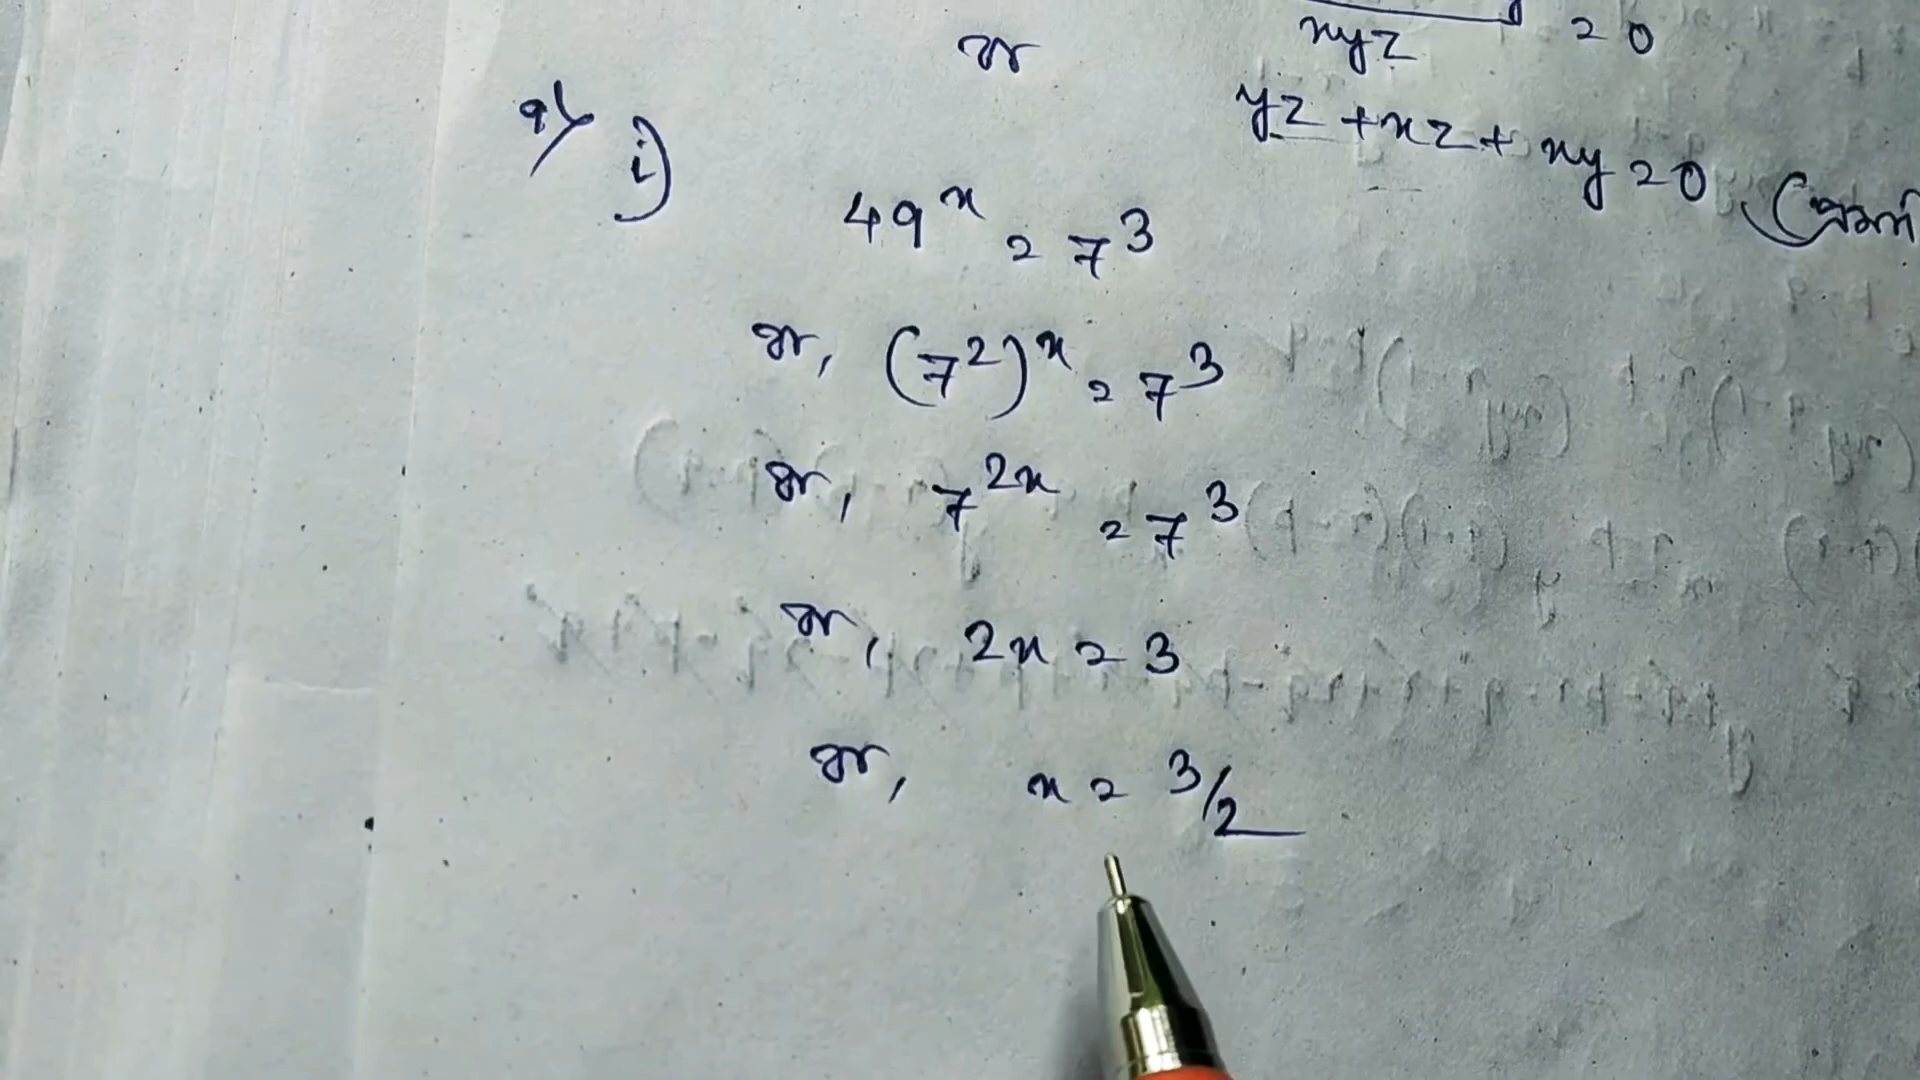 xyz = 0
বা
yz + xz + xy = 0
৭/ i)
49^x = 7^3
বা, (7^2)^x = 7^3
বা, 7^{2x} = 7^3
বা, 2x = 3
বা, x = 3/2